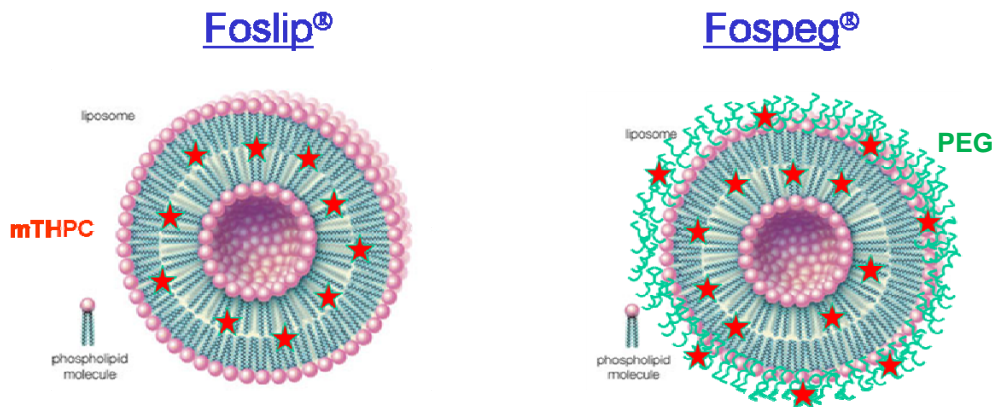 Foslip®
Fospeg®
liposome
liposome
PEG
mTHPC
phospholipid
molecule
phospholipid
molecule